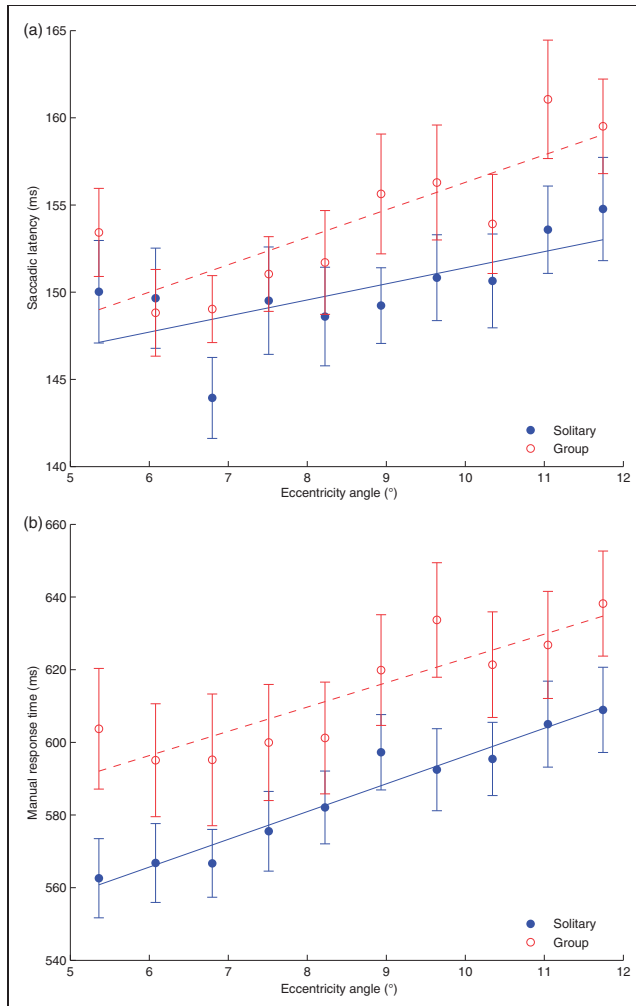 (a)
165
160
155
150
145
140
Saccadic latency (ms)
5 6 7 8 9 10 11 12
Eccentricity angle (°)
Solitary
Group
(b)
660
640
620
600
580
560
540
Manual response time (ms)
5 6 7 8 9 10 11 12
Eccentricity angle (°)
Solitary
Group